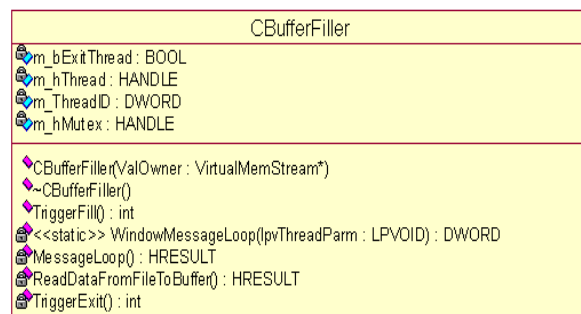 CBufferFiller
m_bExitThread : BOOL
m_hThread : HANDLE
m_ThreadID : DWORD
m_hMutex : HANDLE
CBufferFiller(ValOwner : VirtualMemStream*)
~CBufferFiller()
TriggerFill() : int
<<static>> WindowMessageLoop(lpvThreadParm : LPVOID) : DWORD
MessageLoop() : HRESULT
ReadDataFromFileToBuffer() : HRESULT
TriggerExit() : int